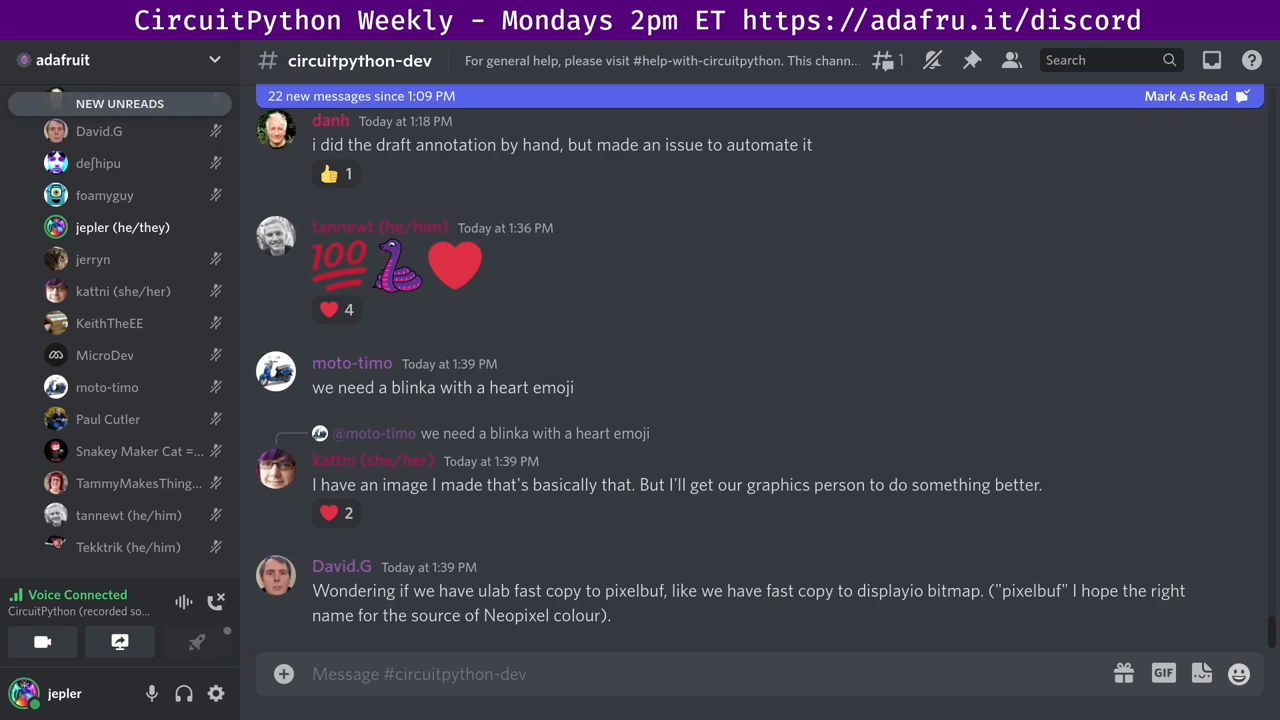 CircuitPython Weekly - Mondays 2pm ET https://adafru.it/discord
adafruit
NEW UNREADS
David.G
deʃhipu
foamyguy
jepler (he/they)
jerryn
kattni (she/her)
KeithTheEE
MicroDev
moto-timo
Paul Cutler
Snakey Maker Cat =...
TammyMakesThing...
tannewt (he/him)
Tekktrik (he/him)
Voice Connected
CircuitPython (recorded so...
jepler
# circuitpython-dev
For general help, please visit #help-with-circuitpython. This chann...
1
Search
22 new messages since 1:09 PM
Mark As Read
danh Today at 1:18 PM
i did the draft annotation by hand, but made an issue to automate it
1
tannewt (he/him) Today at 1:36 PM
100
4
moto-timo Today at 1:39 PM
we need a blinka with a heart emoji
@moto-timo we need a blinka with a heart emoji
kattni (she/her) Today at 1:39 PM
I have an image I made that's basically that. But I'll get our graphics person to do something better.
2
David.G Today at 1:39 PM
Wondering if we have ulab fast copy to pixelbuf, like we have fast copy to displayio bitmap. ("pixelbuf" I hope the right
name for the source of Neopixel colour).
Message #circuitpython-dev
GIF